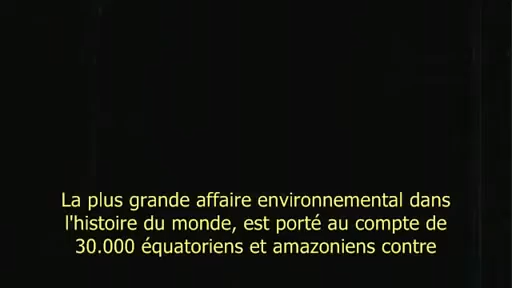 La plus grande affaire environnemental dans
l'histoire du monde, est porté au compte de
30.000 équatoriens et amazoniens contre